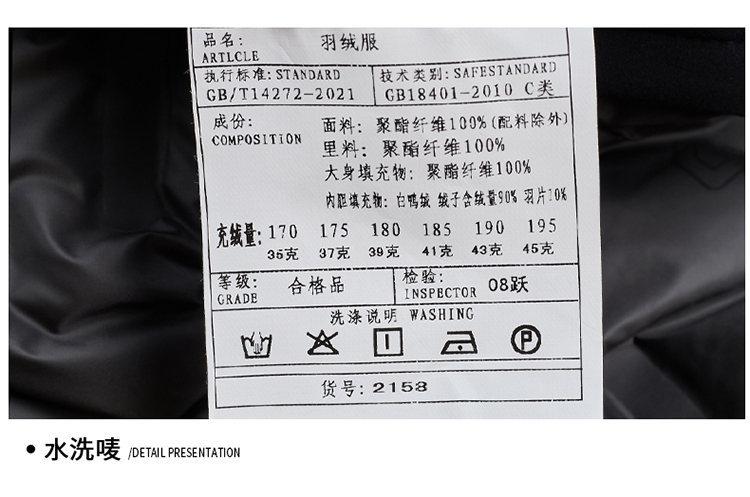 品名: 羽绒服
ARTLCLE
执行标准: STANDARD 技术类别: SAFESTANDARD
GB/T14272-2021 GB18401-2010 C类
成份: 面料: 聚酯纤维100%(配料除外)
COMPOSITION 里料: 聚酯纤维100%
大身填充物: 聚酯纤维100%
内胆填充物: 白鸭绒 绒子含绒量90% 羽片10%
充绒量: 170 175 180 185 190 195
35克 37克 39克 41克 43克 45克
等级: 合格品 检验: 08跃
GRADE INSPECTOR
洗涤说明 WASHING
P
货号: 2153
• 水洗唛 /DETAIL PRESENTATION